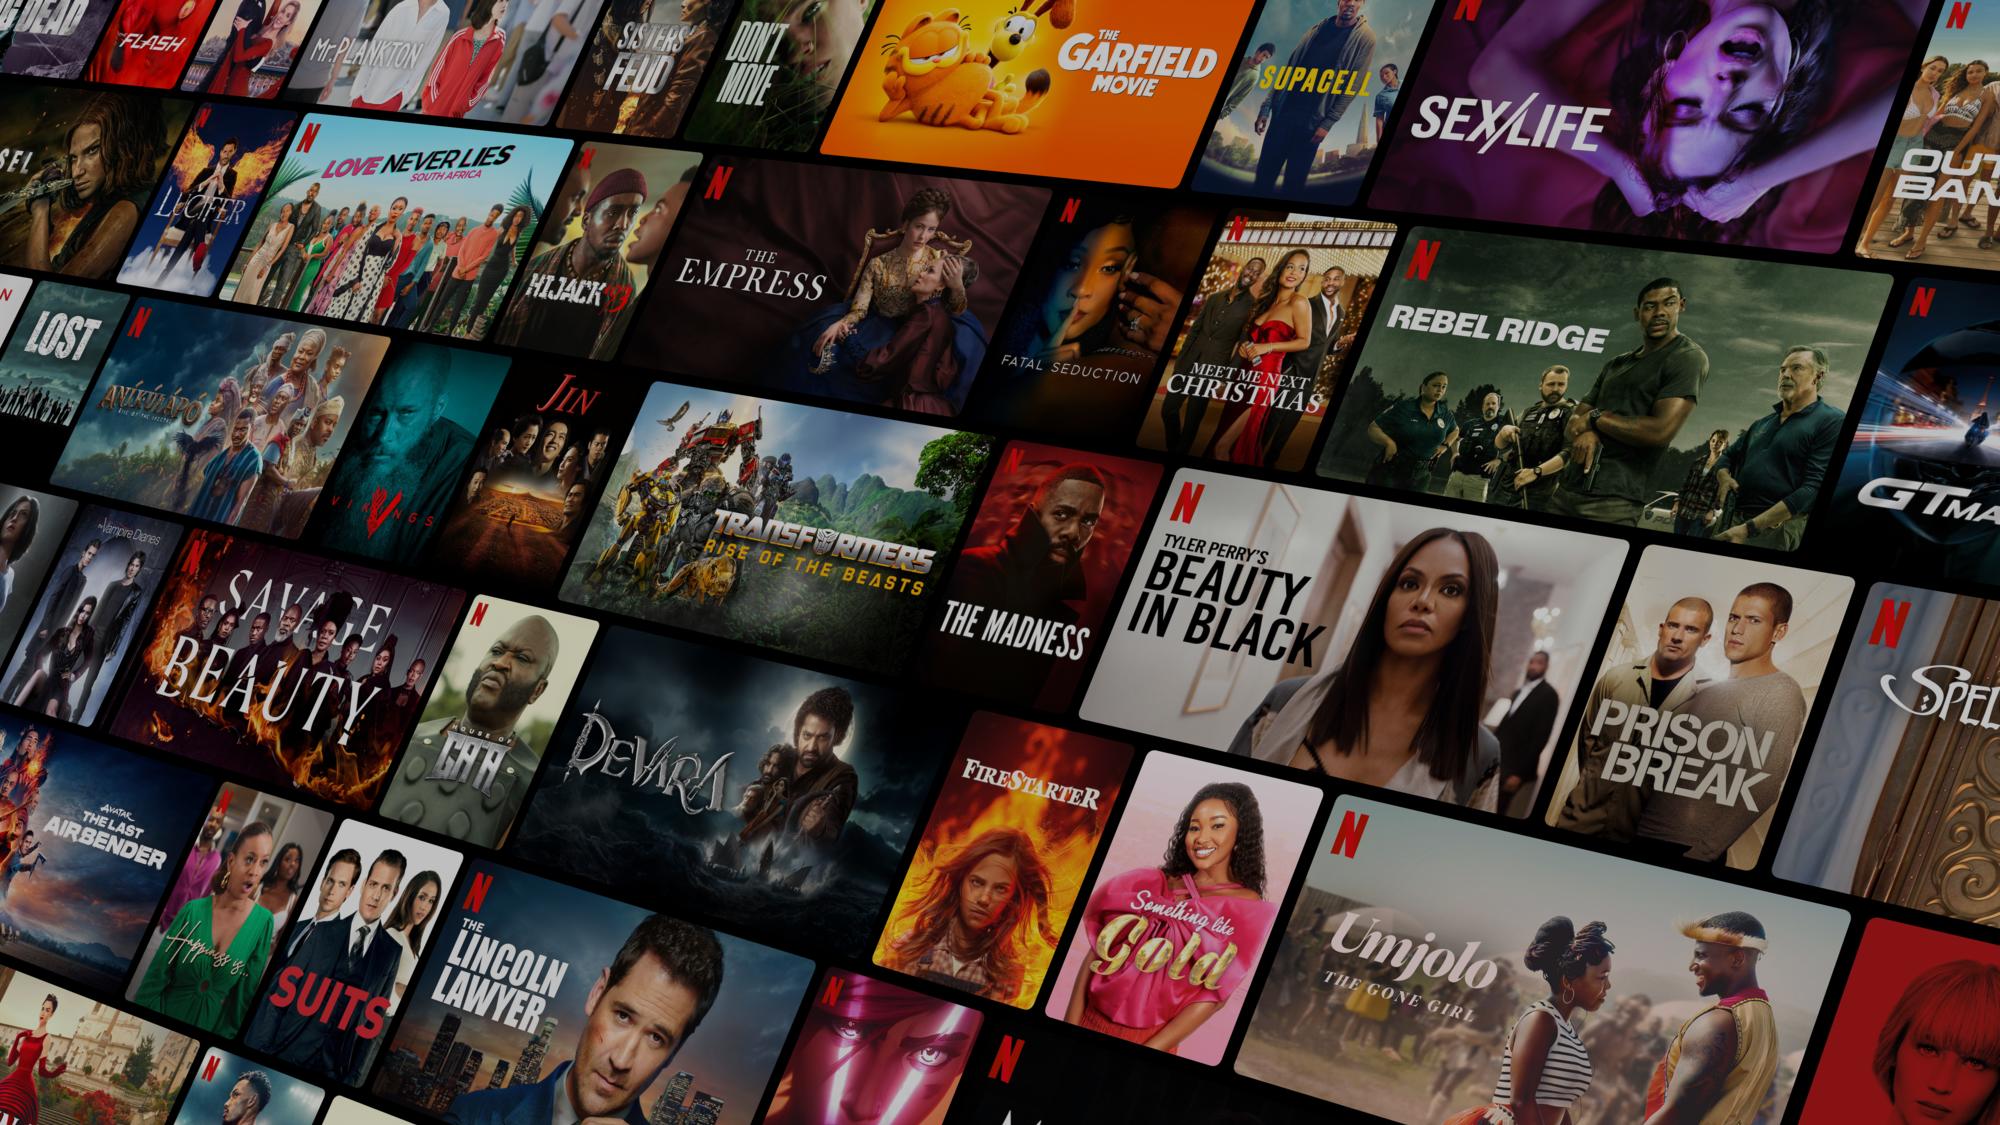 DEAD
FLASH
Mr. PLANKTON
SISTERS'
FEUD
DON'T
MOVE
THE
GARFIELD
MOVIE
SUPACELL
SEX/LIFE
OUT
BAN
SEL
LUCIFER
LOVE NEVER LIES
SOUTH AFRICA
HIJACK '93
THE
EMPRESS
FATAL SEDUCTION
MEET ME NEXT
CHRISTMAS
REBEL RIDGE
GT MA
N
LOST
ANÍKÚLÁPÓ
VIKINGS
JIN
TRANSFORMERS
RISE OF THE BEASTS
THE MADNESS
TYLER PERRY'S
BEAUTY
IN BLACK
PRISON
BREAK
SPEL
The Vampire Diaries
SAVAGE
BEAUTY
HOUSE OF
GAA
DEVARA
FIRESTARTER
Something like
Gold
Umjolo
THE GONE GIRL
AVATAR
THE LAST
AIRBENDER
Happiness is...
SUITS
THE
LINCOLN
LAWYER